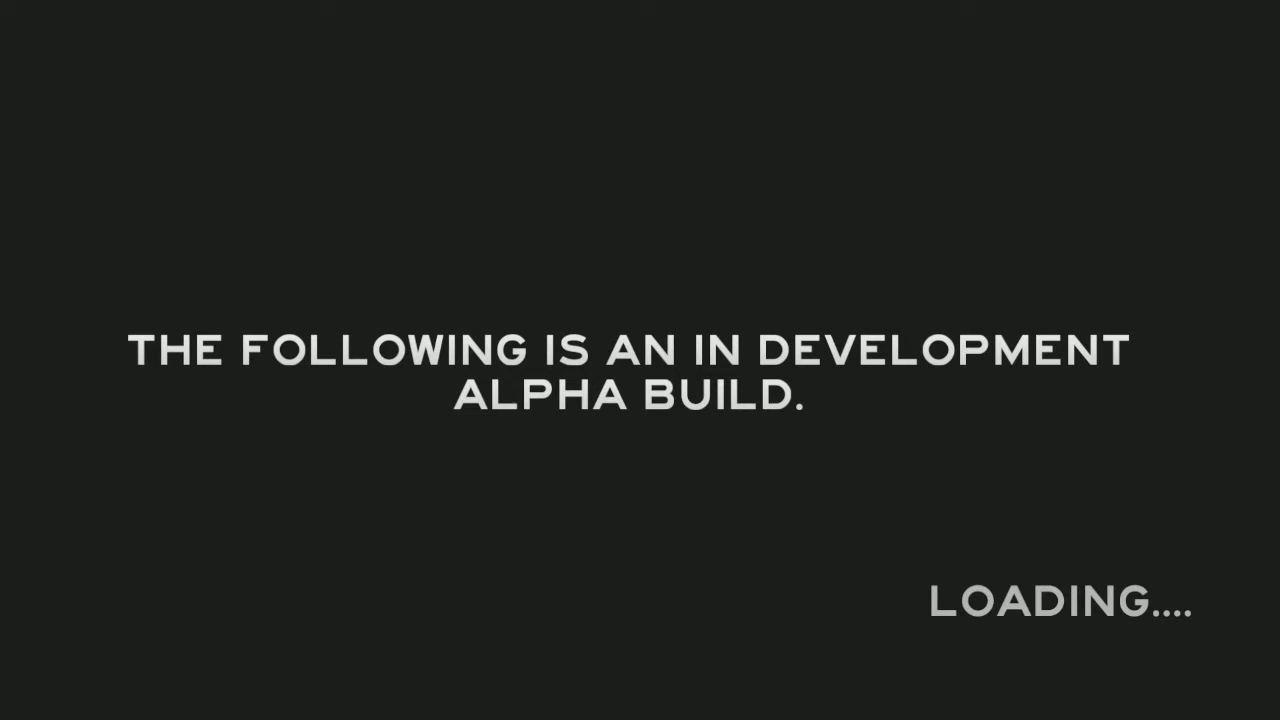 THE FOLLOWING IS AN IN DEVELOPMENT
ALPHA BUILD.
LOADING....